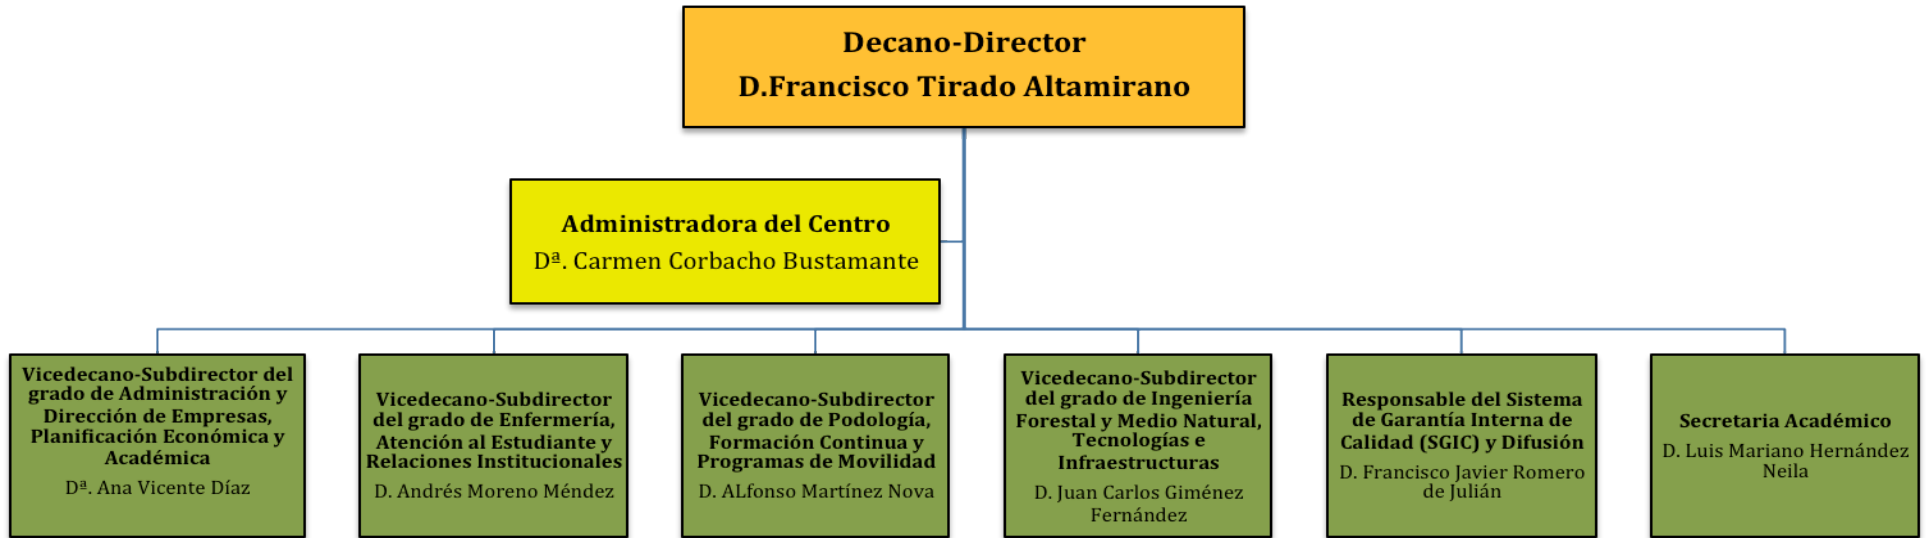 Decano-Director
D.Francisco Tirado Altamirano
Administradora del Centro
Dª. Carmen Corbacho Bustamante
Vicedecano-Subdirector del
grado de Administración y
Dirección de Empresas,
Planificación Económica y
Académica
Dª. Ana Vicente Díaz
Vicedecano-Subdirector
del grado de Enfermería,
Atención al Estudiante y
Relaciones Institucionales
D. Andrés Moreno Méndez
Vicedecano-Subdirector
del grado de Podología,
Formación Continua y
Programas de Movilidad
D. ALfonso Martínez Nova
Vicedecano-Subdirector
del grado de Ingeniería
Forestal y Medio Natural,
Tecnologías e
Infraestructuras
D. Juan Carlos Giménez
Fernández
Responsable del Sistema
de Garantía Interna de
Calidad (SGIC) y Difusión
D. Francisco Javier Romero
de Julián
Secretaria Académico
D. Luis Mariano Hernández
Neila